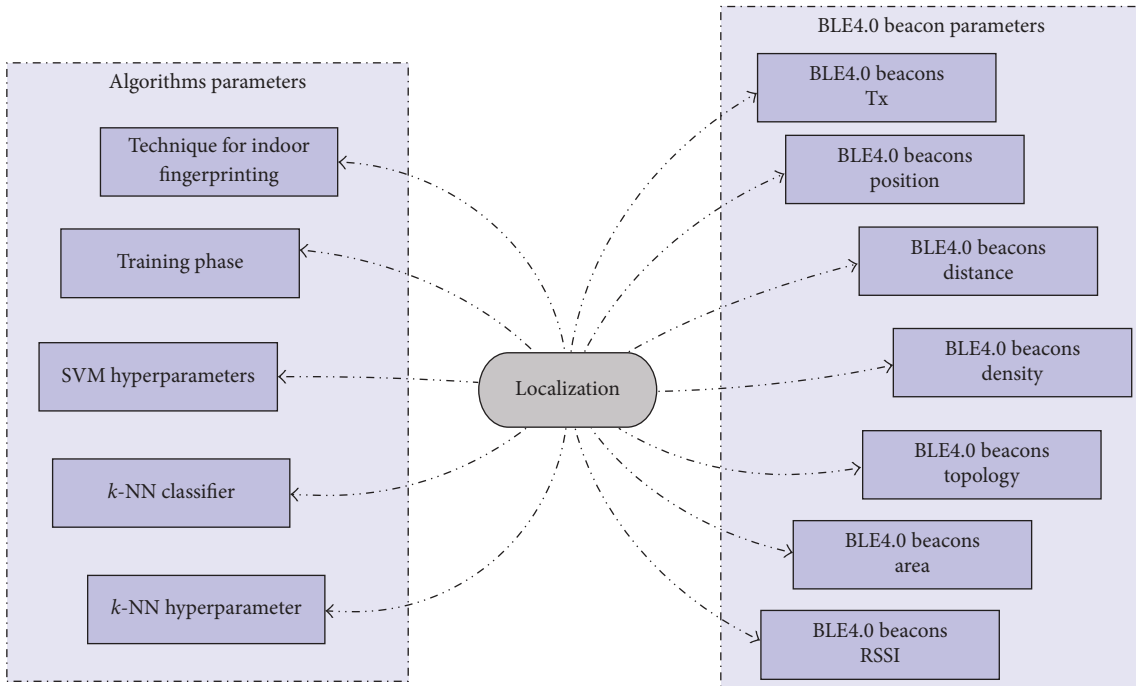 Algorithms parameters
Technique for indoor
fingerprinting
Training phase
SVM hyperparameters
k-NN classifier
k-NN hyperparameter
Localization
BLE4.0 beacon parameters
BLE4.0 beacons
Tx
BLE4.0 beacons
position
BLE4.0 beacons
distance
BLE4.0 beacons
density
BLE4.0 beacons
topology
BLE4.0 beacons
area
BLE4.0 beacons
RSSI